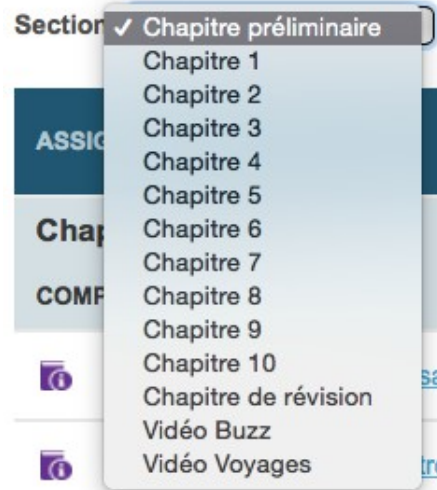 Section
✓ Chapitre préliminaire
Chapitre 1
Chapitre 2
Chapitre 3
Chapitre 4
Chapitre 5
Chapitre 6
Chapitre 7
Chapitre 8
Chapitre 9
Chapitre 10
Chapitre de révision
Vidéo Buzz
Vidéo Voyages